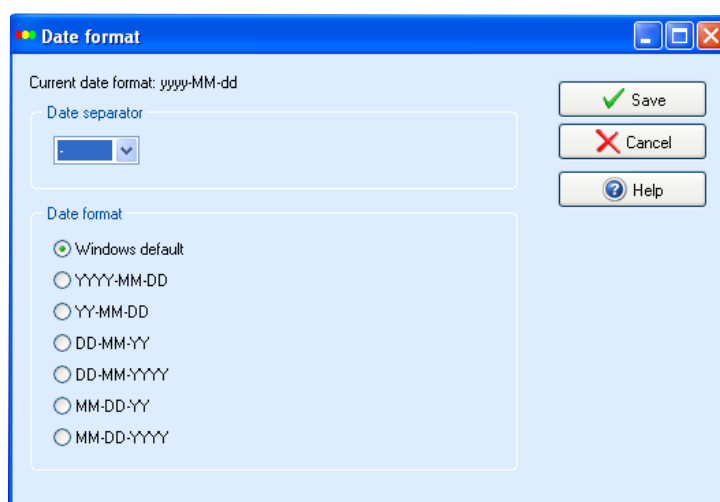 Date format
Current date format: yyyy-MM-dd
Date separator
-
Save
Cancel
Help
Date format
Windows default
YYYY-MM-DD
YY-MM-DD
DD-MM-YY
DD-MM-YYYY
MM-DD-YY
MM-DD-YYYY